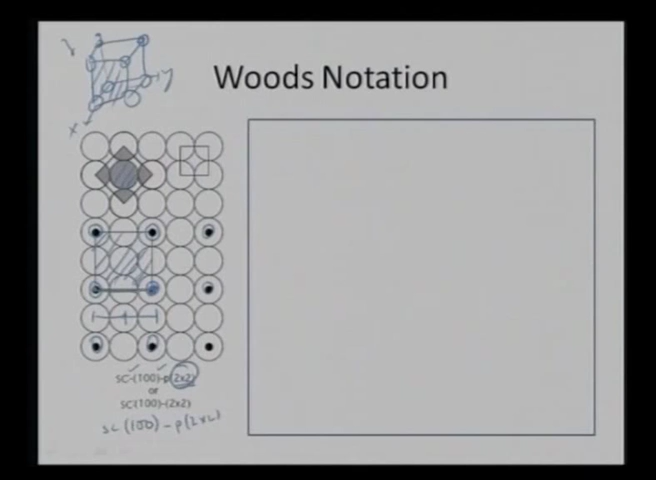 Woods Notation
y
x
SC-(100)-p(2x2)
or
SC(100)-(2x2)
SC (100) - P(2x2)